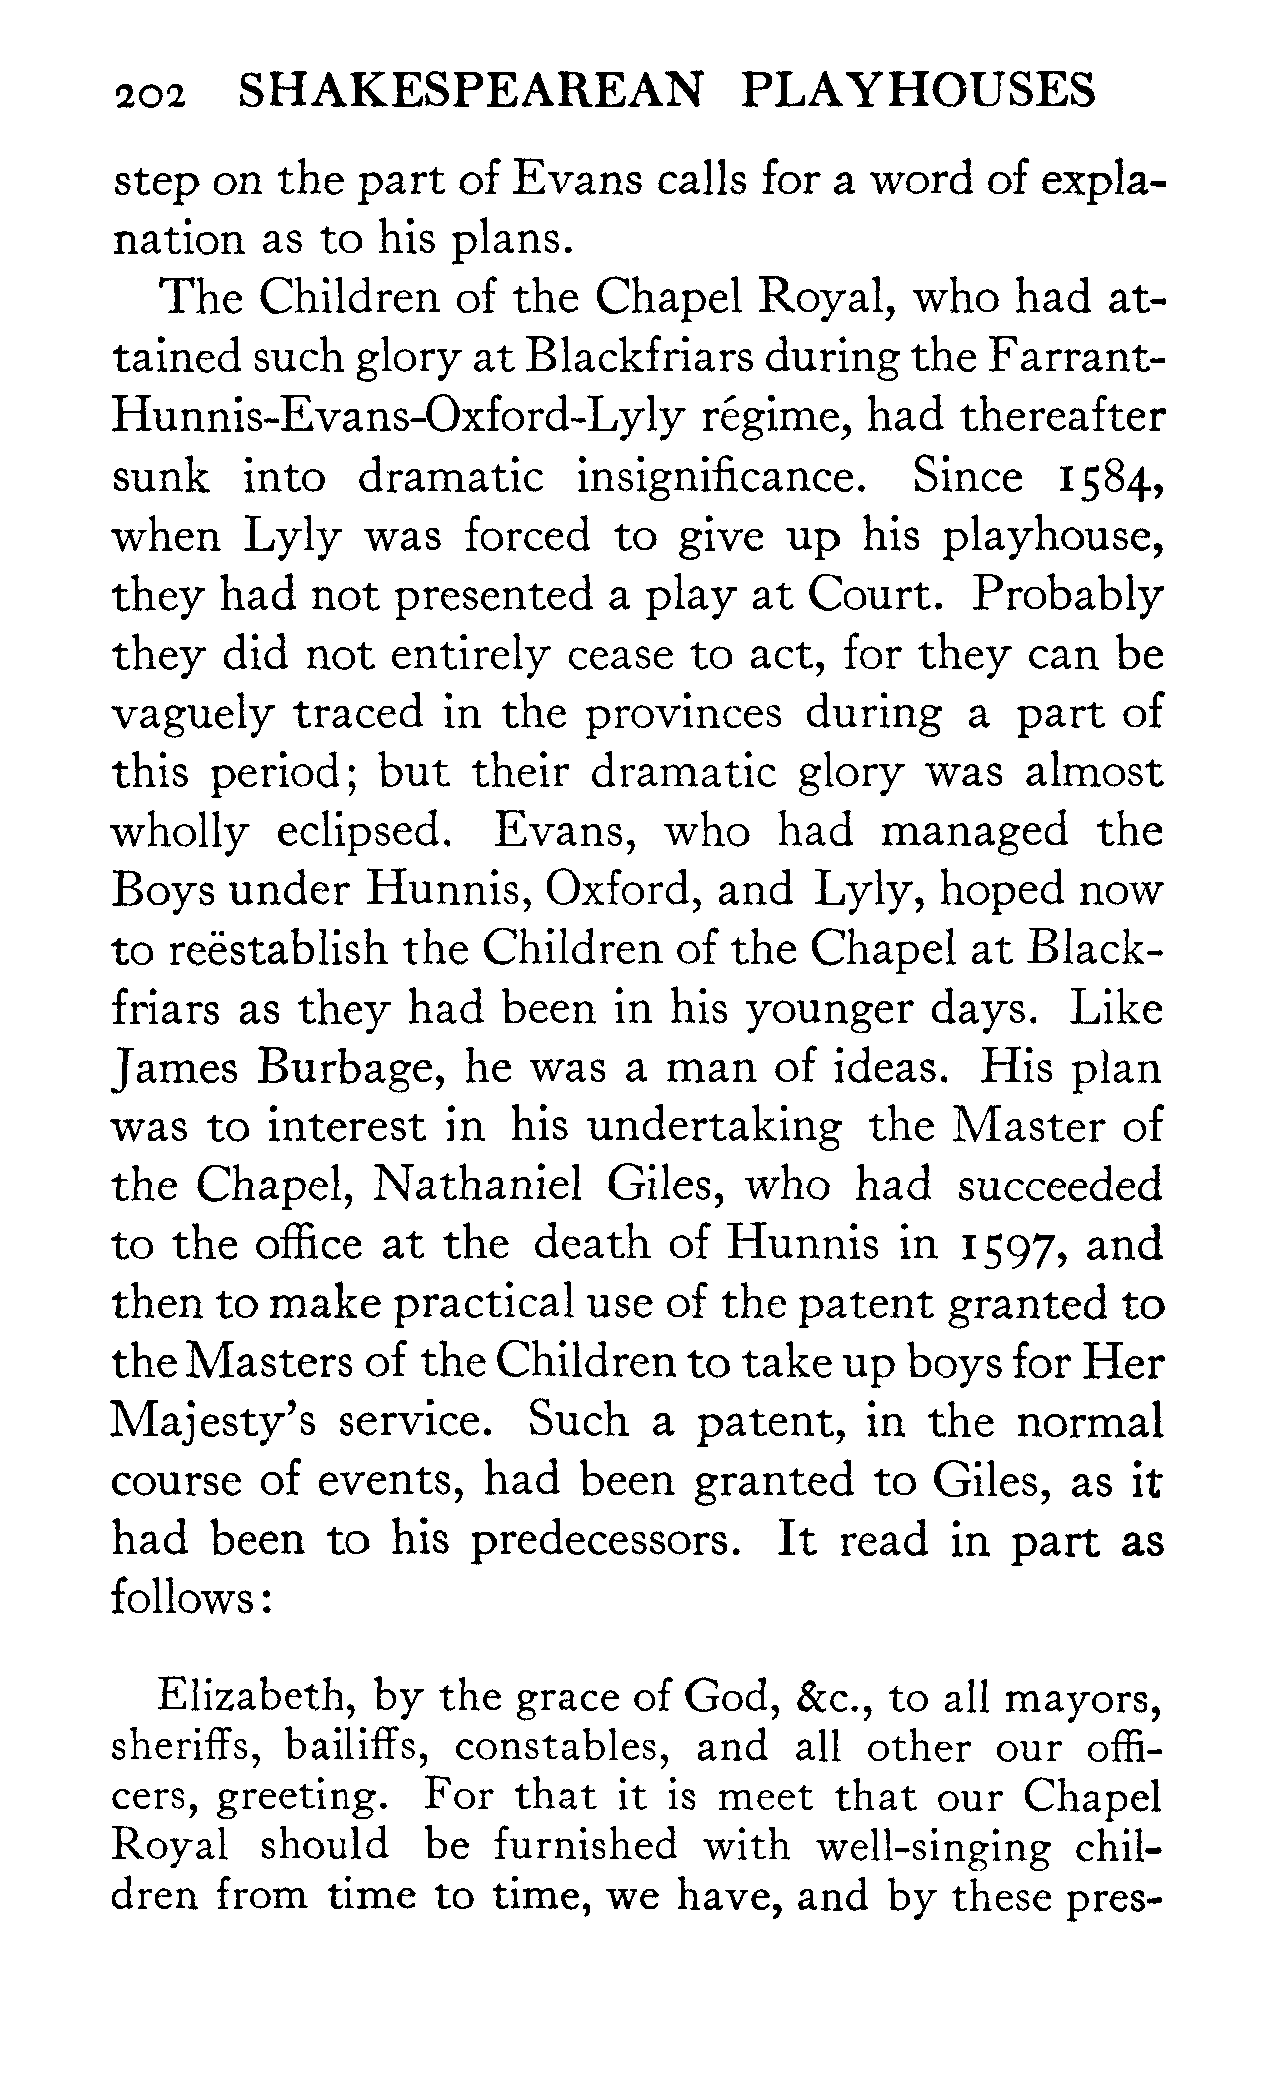 202 SHAKESPEAREAN PLAYHOUSES
step on the part of Evans calls for a word of expla-
nation as to his plans.
The Children of the Chapel Royal, who had at-
tained such glory at Blackfriars during the Farrant-
Hunnis-Evans-Oxford-Lyly régime, had thereafter
sunk into dramatic insignificance. Since 1584,
when Lyly was forced to give up his playhouse,
they had not presented a play at Court. Probably
they did not entirely cease to act, for they can be
vaguely traced in the provinces during a part of
this period; but their dramatic glory was almost
wholly eclipsed. Evans, who had managed the
Boys under Hunnis, Oxford, and Lyly, hoped now
to reëstablish the Children of the Chapel at Black-
friars as they had been in his younger days. Like
James Burbage, he was a man of ideas. His plan
was to interest in his undertaking the Master of
the Chapel, Nathaniel Giles, who had succeeded
to the office at the death of Hunnis in 1597, and
then to make practical use of the patent granted to
the Masters of the Children to take up boys for Her
Majesty's service. Such a patent, in the normal
course of events, had been granted to Giles, as it
had been to his predecessors. It read in part as
follows:
Elizabeth, by the grace of God, &c., to all mayors,
sheriffs, bailiffs, constables, and all other our offi-
cers, greeting. For that it is meet that our Chapel
Royal should be furnished with well-singing chil-
dren from time to time, we have, and by these pres-